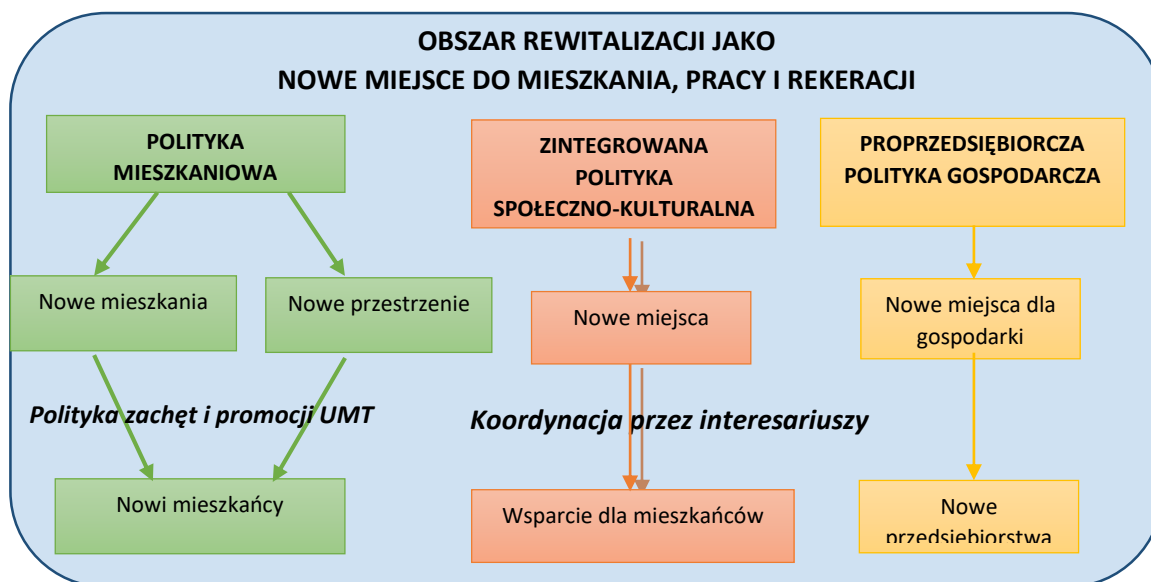 OBSZAR REWITALIZACJI JAKO
NOWE MIEJSCE DO MIESZKANIA, PRACY I REKERACJI
POLITYKA
MIESZKANIOWA
ZINTEGROWANA
POLITYKA
SPOŁECZNO-KULTURALNA
PROPRZEDSIĘBIORCZA
POLITYKA GOSPODARCZA
Nowe mieszkania
Nowe przestrzenie
Nowe miejsca
Nowe miejsca dla
gospodarki
Polityka zachęt i promocji UMT
Koordynacja przez interesariuszy
Nowi mieszkańcy
Wsparcie dla mieszkańców
Nowe
przedsiębiorstwa